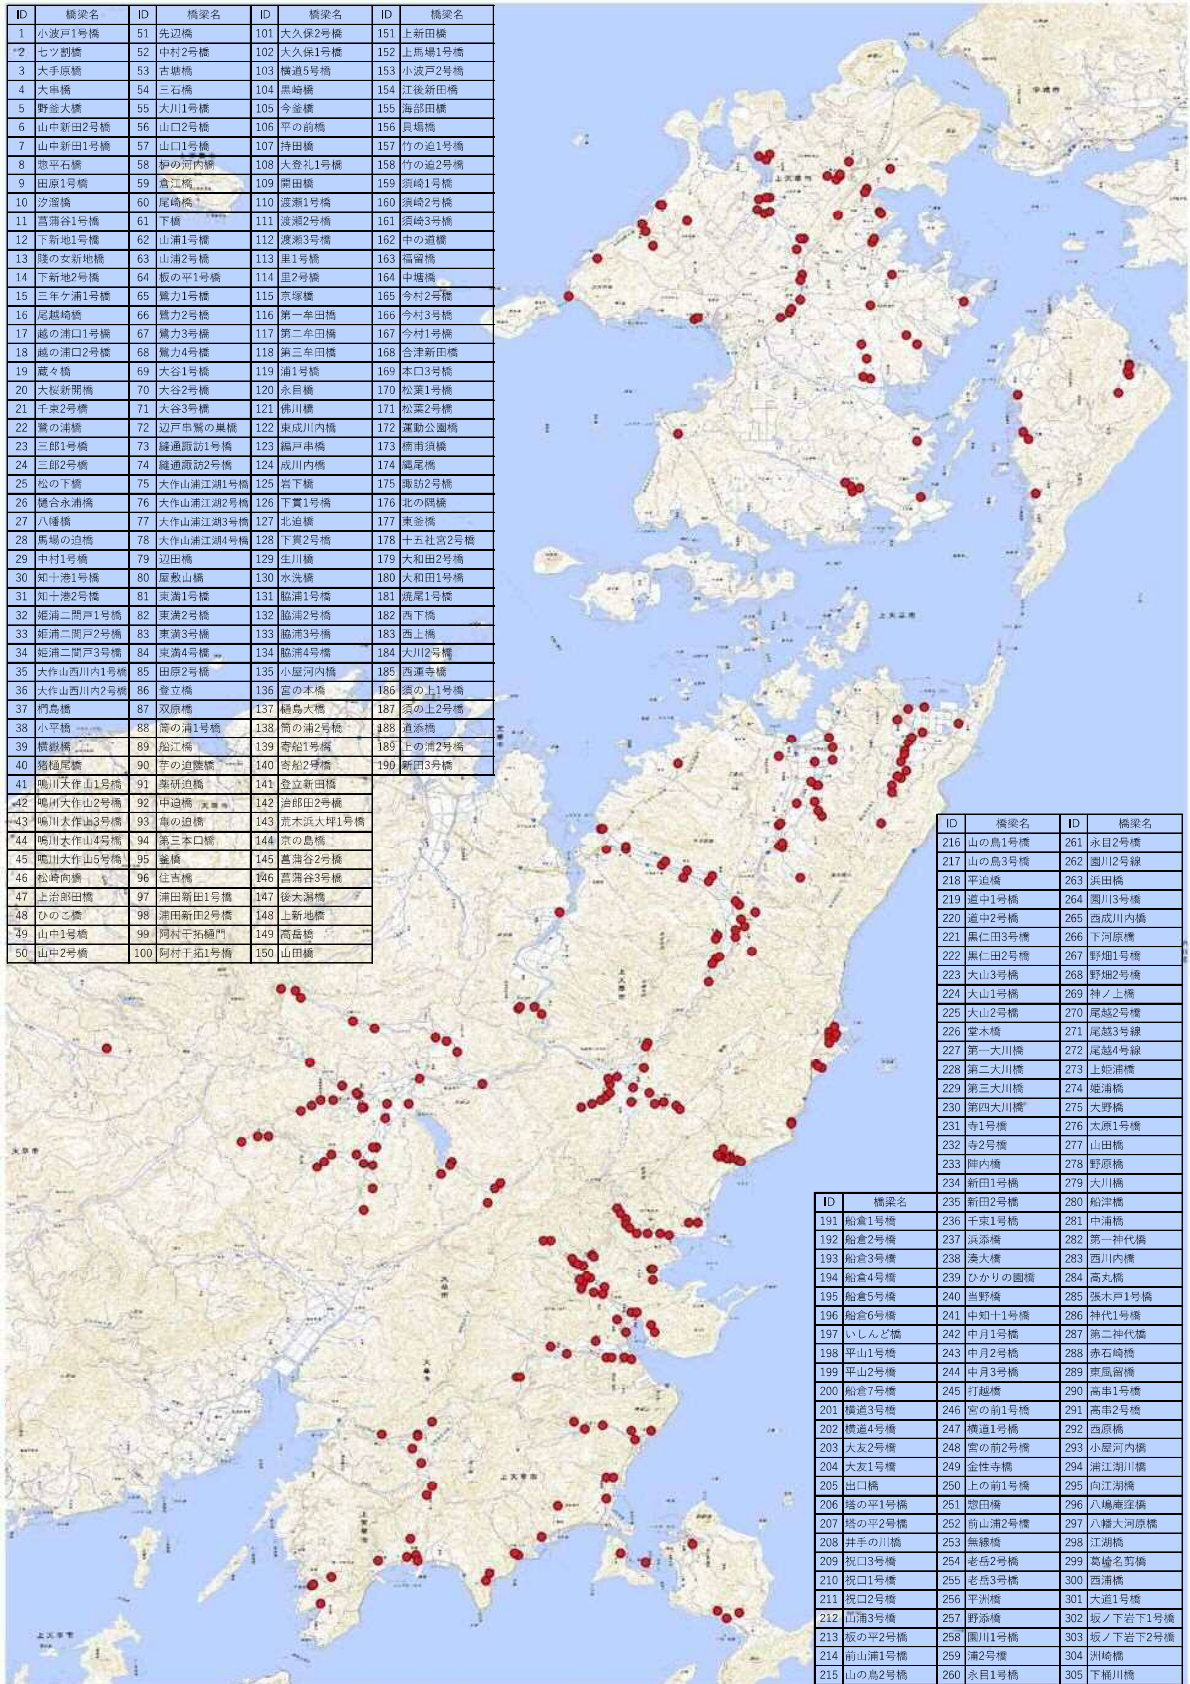 ID 橋梁名 ID 橋梁名 ID 橋梁名 ID 橋梁名
1 小波戸1号橋 51 先辺橋 101 大久保2号橋 151 上新田橋
2 七ツ割橋 52 中村2号橋 102 大久保1号橋 152 上馬場1号橋
3 大手原橋 53 古塘橋 103 横道5号橋 153 小波戸2号橋
4 大串橋 54 三石橋 104 黒崎橋 154 江後新田橋
5 野釜大橋 55 大川1号橋 105 今釜橋 155 海部田橋
6 山中新田2号橋 56 山口2号橋 106 平の前橋 156 貝場橋
7 山中新田1号橋 57 山口1号橋 107 持田橋 157 竹の迫1号橋
8 惣平石橋 58 の河内橋 108 大登礼1号橋 158 竹の迫2号橋
9 田原1号橋 59 倉江橋 109 開田橋 159 須崎1号橋
10 汐溜橋 60 尾崎橋 110 渡瀬1号橋 160 須崎2号橋
11 菖蒲谷1号橋 61 下橋 111 渡瀬2号橋 161 須崎3号橋
12 下新地1号橋 62 山浦1号橋 112 渡瀬3号橋 162 中の道橋
13 賤の女新地橋 63 山浦2号橋 113 里1号橋 163 福留橋
14 下新地2号橋 64 板の平1号橋 114 里2号橋 164 中塘橋
15 三年ケ浦1号橋 65 鷺力1号橋 115 京塚橋 165 今村2号橋
16 尾越崎橋 66 鷺力2号橋 116 第一牟田橋 166 今村3号橋
17 越の浦口1号橋 67 鷺力3号橋 117 第二牟田橋 167 今村1号橋
18 越の浦口2号橋 68 鷺力4号橋 118 第三牟田橋 168 合津新田橋
19 蔵々橋 69 大谷1号橋 119 浦1号橋 169 本口3号橋
20 大桜新開橋 70 大谷2号橋 120 永目橋 170 松葉1号橋
21 千束2号橋 71 大谷3号橋 121 佛川橋 171 松葉2号橋
22 鷺の浦橋 72 辺戸串鷲の巣橋 122 東成川内橋 172 運動公園橋
23 三郎1号橋 73 縫通諏訪1号橋 123 編戸串橋 173 楠甫須橋
24 三郎2号橋 74 縫通諏訪2号橋 124 成川内橋 174 縄尾橋
25 松の下橋 75 大作山浦江湖1号橋 125 岩下橋 175 諏訪2号橋
26 樋合永浦橋 76 大作山浦江湖2号橋 126 下貫1号橋 176 北の隅橋
27 八幡橋 77 大作山浦江湖3号橋 127 北迫橋 177 東釜橋
28 馬場の迫橋 78 大作山浦江湖4号橋 128 下貫2号橋 178 十五社宮2号橋
29 中村1号橋 79 辺田橋 129 生川橋 179 大和田2号橋
30 知十港1号橋 80 屋敷山橋 130 水洗橋 180 大和田1号橋
31 知十港2号橋 81 東満1号橋 131 脇浦1号橋 181 焼尾1号橋
32 姫浦二間戸1号橋 82 東満2号橋 132 脇浦2号橋 182 西下橋
33 姫浦二間戸2号橋 83 東満3号橋 133 脇浦3号橋 183 西上橋
34 姫浦二間戸3号橋 84 東満4号橋 134 脇浦4号橋 184 大川2号橋
35 大作山西川内1号橋 85 田原2号橋 135 小屋河内橋 185 西蓮寺橋
36 大作山西川内2号橋 86 登立橋 136 宮の本橋 186 須の上1号橋
37 椚島橋 87 双原橋 137 樋島大橋 187 須の上2号橋
38 小平橋 88 筒の浦1号橋 138 筒の浦2号橋 188 道添橋
39 横嶽橋 89 船江橋 139 寄船1号橋 189 上の浦2号橋
40 猪樋尾橋 90 芋の迫陸橋 140 寄船2号橋 190 新田3号橋
41 鳴川大作山1号橋 91 薬研迫橋 141 登立新田橋
42 鳴川大作山2号橋 92 中迫橋 142 治郎田2号橋
43 鳴川大作山3号橋 93 竃の迫橋 143 荒木浜大坪1号橋
44 鳴川大作山4号橋 94 第三本口橋 144 京の島橋
45 鳴川大作山5号橋 95 釜橋 145 菖蒲谷2号橋
46 松崎向橋 96 住吉橋 146 菖蒲谷3号橋
47 上治郎田橋 97 浦田新田1号橋 147 後大潟橋
48 ひのこ橋 98 浦田新田2号橋 148 上新地橋
49 山中1号橋 99 阿村干拓樋門 149 高岳橋
50 山中2号橋 100 阿村干拓1号橋 150 山田橋
ID 橋梁名 ID 橋梁名
216 山の鳥1号橋 261 永目2号橋
217 山の鳥3号橋 262 園川2号線
218 平迫橋 263 浜田橋
219 道中1号橋 264 園川3号橋
220 道中2号橋 265 西成川内橋
221 黒仁田3号橋 266 下河原橋
222 黒仁田2号橋 267 野畑1号橋
223 大山3号橋 268 野畑2号橋
224 大山1号橋 269 神ノ上橋
225 大山2号橋 270 尾越2号橋
226 堂木橋 271 尾越3号線
227 第一大川橋 272 尾越4号線
228 第二大川橋 273 上姫浦橋
229 第三大川橋 274 姫浦橋
230 第四大川橋 275 大野橋
231 寺1号橋 276 太原1号橋
232 寺2号橋 277 山田橋
233 陣内橋 278 野原橋
234 新田1号橋 279 大川橋
ID 橋梁名 235 新田2号橋 280 船津橋
191 船倉1号橋 236 千束1号橋 281 中浦橋
192 船倉2号橋 237 浜添橋 282 第一神代橋
193 船倉3号橋 238 湊大橋 283 西川内橋
194 船倉4号橋 239 ひかりの園橋 284 高丸橋
195 船倉5号橋 240 当野橋 285 張木戸1号橋
196 船倉6号橋 241 中知十1号橋 286 神代1号橋
197 いしんど橋 242 中月1号橋 287 第二神代橋
198 平山1号橋 243 中月2号橋 288 赤石崎橋
199 平山2号橋 244 中月3号橋 289 東風留橋
200 船倉7号橋 245 打越橋 290 高串1号橋
201 横道3号橋 246 宮の前1号橋 291 高串2号橋
202 横道4号橋 247 横道1号橋 292 西原橋
203 大友2号橋 248 宮の前2号橋 293 小屋河内橋
204 大友1号橋 249 金性寺橋 294 浦江湖川橋
205 出口橋 250 上の前1号橋 295 向江湖橋
206 塔の平1号橋 251 惣田橋 296 八嶋庵窪橋
207 塔の平2号橋 252 前山浦2号橋 297 八幡大河原橋
208 井手の川橋 253 無線橋 298 江湖橋
209 祝口3号橋 254 老岳2号橋 299 葛崎名剪橋
210 祝口1号橋 255 老岳3号橋 300 西浦橋
211 祝口2号橋 256 平洲橋 301 大道1号橋
212 山浦3号橋 257 野添橋 302 坂ノ下岩下1号橋
213 板の平2号橋 258 園川1号橋 303 坂ノ下岩下2号橋
214 前山浦1号橋 259 浦2号橋 304 洲崎橋
215 山の鳥2号橋 260 永目1号橋 305 下桶川橋
宇城市
上天草市
上天草市
上天草市
天草市
天草市
天草市
上天草市
上天草市
上天草市